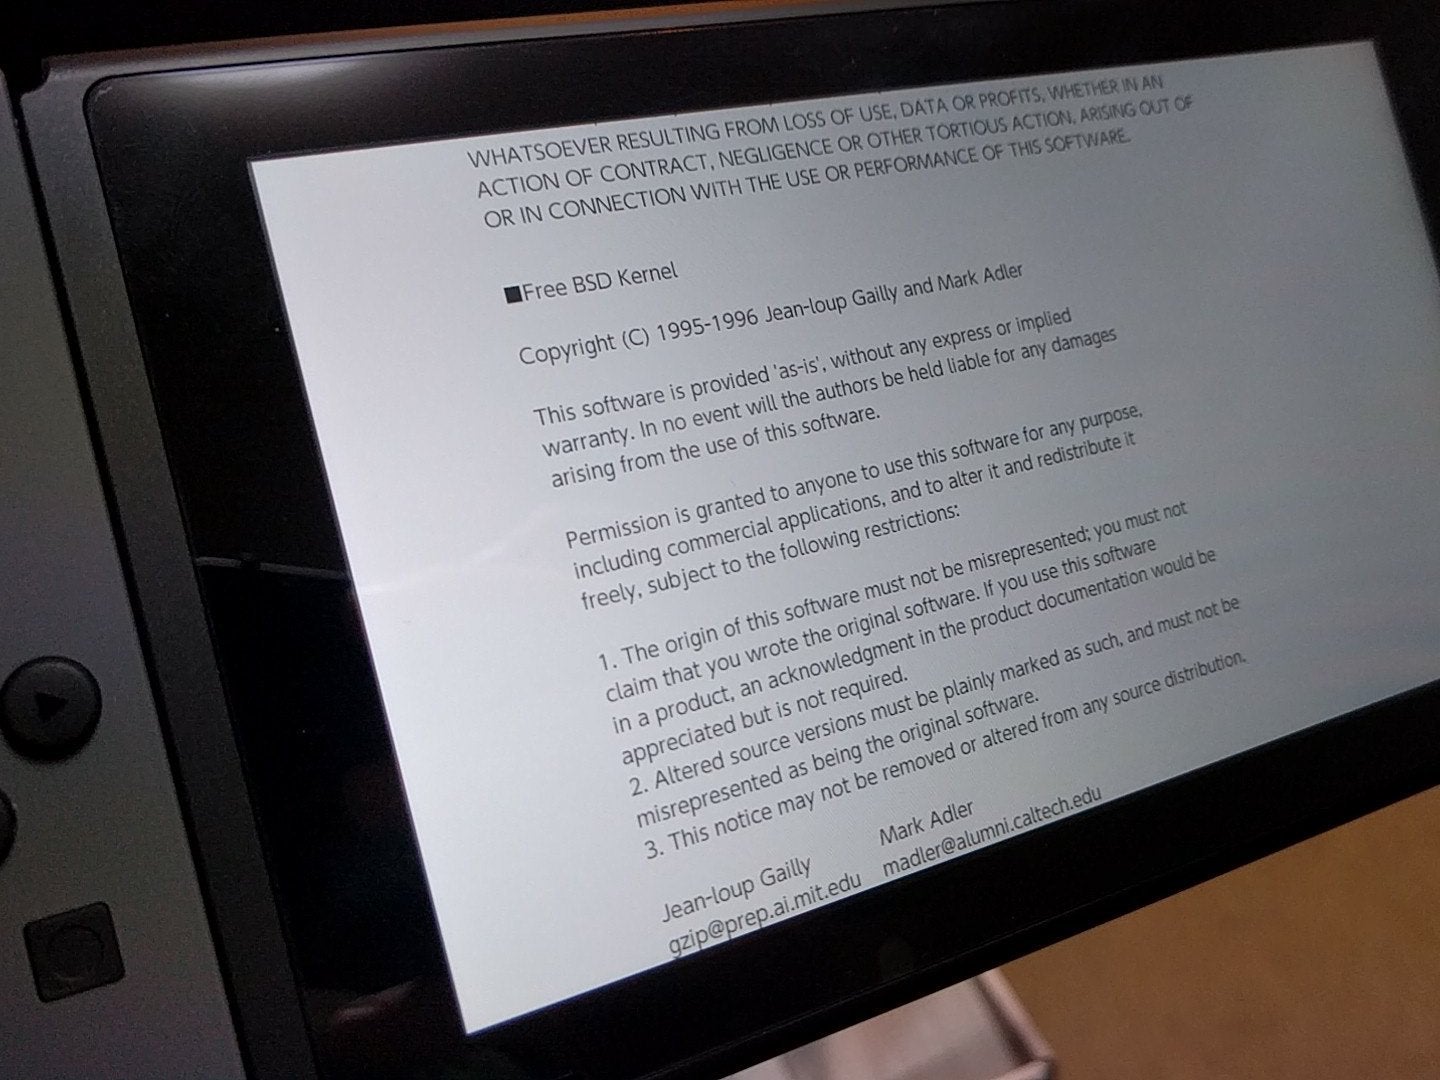 WHATSOEVER RESULTING FROM LOSS OF USE, DATA OR PROFITS, WHETHER IN AN
ACTION OF CONTRACT, NEGLIGENCE OR OTHER TORTIOUS ACTION, ARISING OUT OF
OR IN CONNECTION WITH THE USE OR PERFORMANCE OF THIS SOFTWARE.
■Free BSD Kernel
Copyright (C) 1995-1996 Jean-loup Gailly and Mark Adler
This software is provided 'as-is', without any express or implied
warranty. In no event will the authors be held liable for any damages
arising from the use of this software.
Permission is granted to anyone to use this software for any purpose,
including commercial applications, and to alter it and redistribute it
freely, subject to the following restrictions:
1. The origin of this software must not be misrepresented; you must not
claim that you wrote the original software. If you use this software
in a product, an acknowledgment in the product documentation would be
appreciated but is not required.
2. Altered source versions must be plainly marked as such, and must not be
misrepresented as being the original software.
3. This notice may not be removed or altered from any source distribution.
Jean-loup Gailly Mark Adler
gzip@prep.ai.mit.edu madler@alumni.caltech.edu